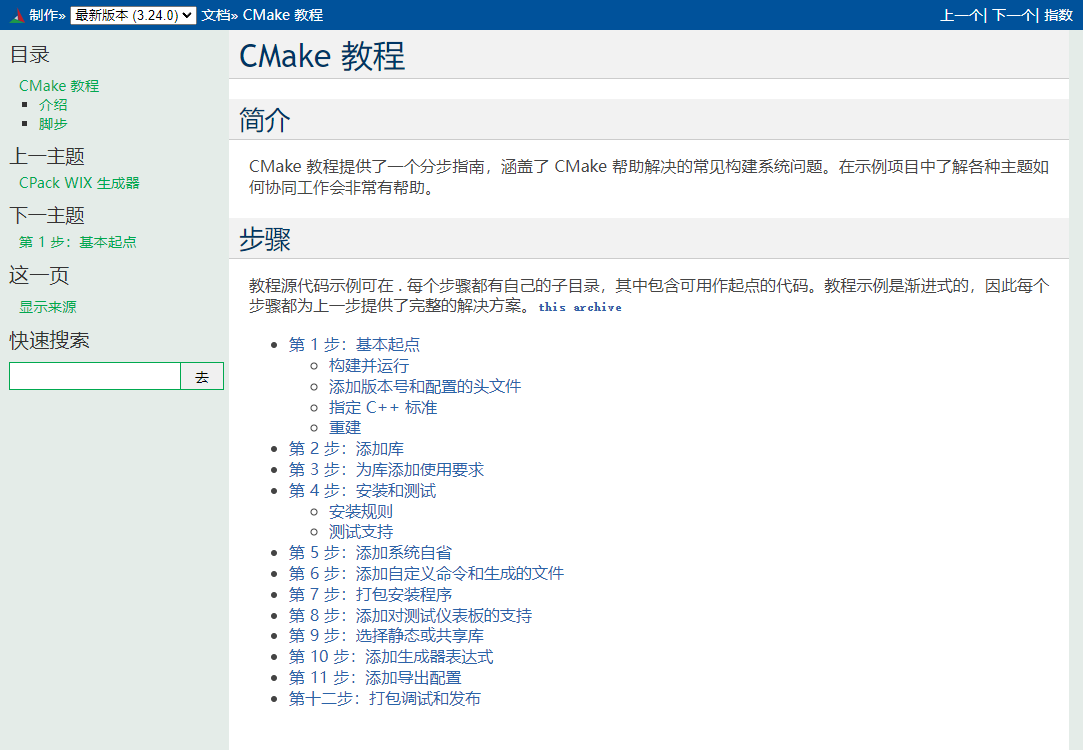 制作» 最新版本 (3.24.0) 文档» CMake 教程 上一个| 下一个| 指数
目录
CMake 教程
介绍
脚步
上一主题
CPack WIX 生成器
下一主题
第 1 步：基本起点
这一页
显示来源
快速搜索
去
CMake 教程
简介
CMake 教程提供了一个分步指南，涵盖了 CMake 帮助解决的常见构建系统问题。在示例项目中了解各种主题如
何协同工作会非常有帮助。
步骤
教程源代码示例可在 . 每个步骤都有自己的子目录，其中包含可用作起点的代码。教程示例是渐进式的，因此每个
步骤都为上一步提供了完整的解决方案。this archive
第 1 步：基本起点
构建并运行
添加版本号和配置的头文件
指定 C++ 标准
重建
第 2 步：添加库
第 3 步：为库添加使用要求
第 4 步：安装和测试
安装规则
测试支持
第 5 步：添加系统自省
第 6 步：添加自定义命令和生成的文件
第 7 步：打包安装程序
第 8 步：添加对测试仪表板的支持
第 9 步：选择静态或共享库
第 10 步：添加生成器表达式
第 11 步：添加导出配置
第十二步：打包调试和发布